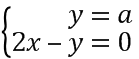 y = a
2x − y = 0